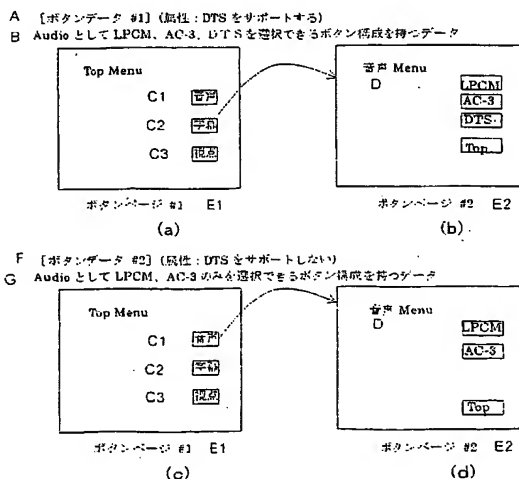 A [ボタンデータ #1] (属性：DTS をサポートする)
B Audio として LPCM、AC-3、DTS を選択できるボタン構成を持つデータ
Top Menu
C1 音声
C2 字幕
C3 視点
ボタンページ #1 E1
(a)
音声 Menu
D
LPCM
AC-3
DTS
Top
ボタンページ #2 E2
(b)
F [ボタンデータ #2] (属性：DTS をサポートしない)
G Audio として LPCM、AC-3 のみを選択できるボタン構成を持つデータ
Top Menu
C1 音声
C2 字幕
C3 視点
ボタンページ #1 E1
(c)
音声 Menu
D
LPCM
AC-3
Top
ボタンページ #2 E2
(d)